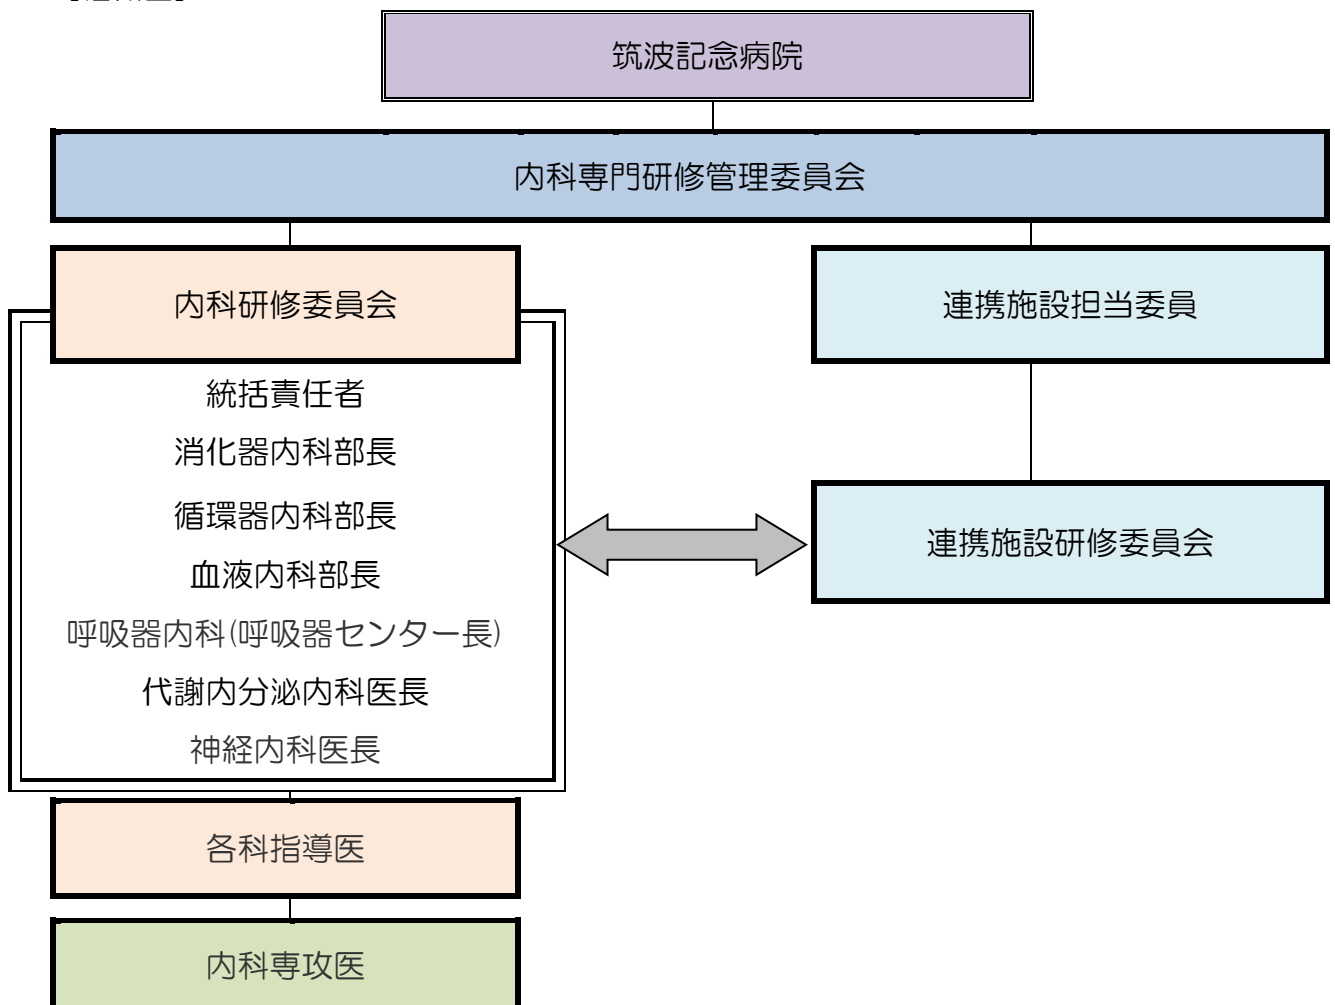 筑波記念病院
内科専門研修管理委員会
内科研修委員会
統括責任者
消化器内科部長
循環器内科部長
血液内科部長
呼吸器内科(呼吸器センター長)
代謝内分泌内科医長
神経内科医長
各科指導医
内科専攻医
連携施設担当委員
連携施設研修委員会